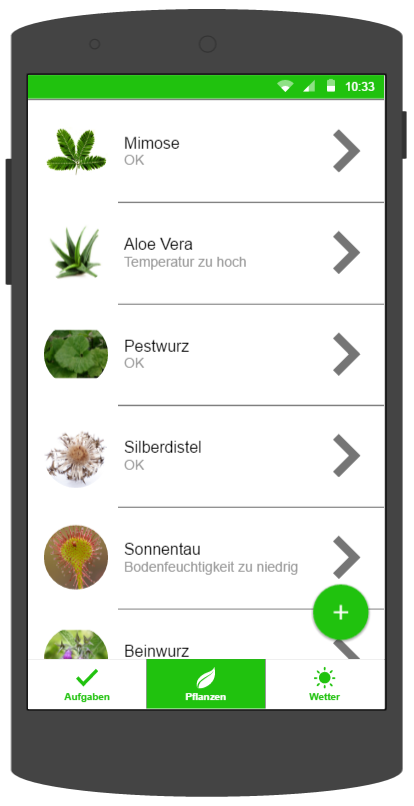 10:33
Mimose
OK
Aloe Vera
Temperatur zu hoch
Pestwurz
OK
Silberdistel
OK
Sonnentau
Bodenfeuchtigkeit zu niedrig
+
Beinwurz
Aufgaben
Pflanzen
Wetter